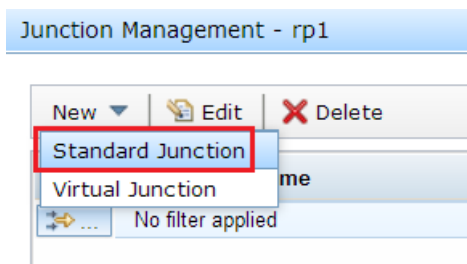 Junction Management - rp1
New Edit Delete
Standard Junction
Virtual Junction
me
... No filter applied